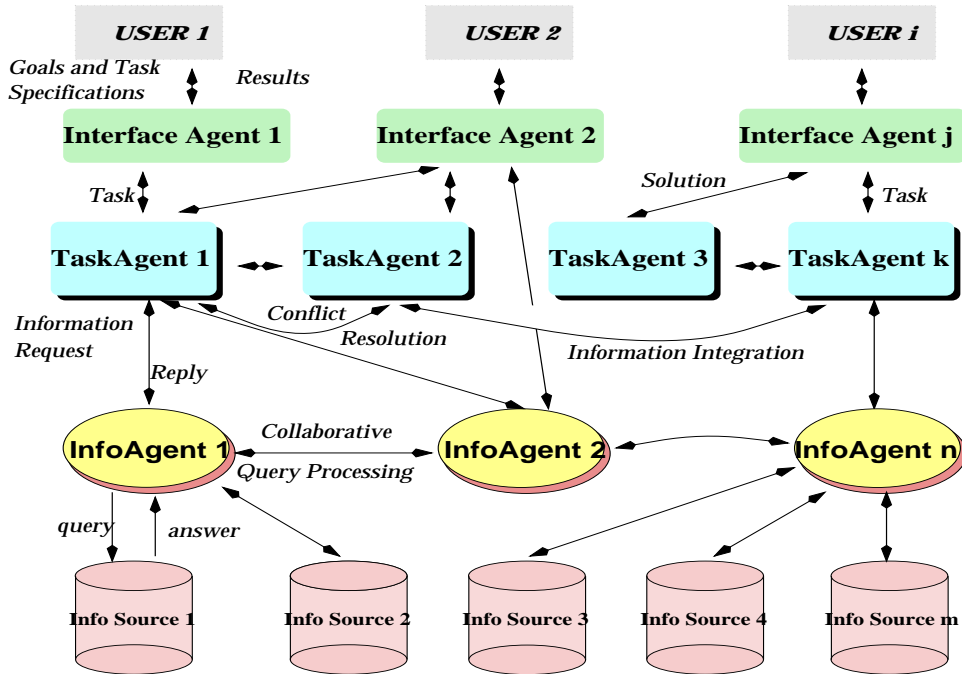 USER 1
USER 2
USER i
Goals and Task
Specifications
Results
Interface Agent 1
Interface Agent 2
Interface Agent j
Task
Solution
Task
TaskAgent 1
TaskAgent 2
TaskAgent 3
TaskAgent k
Information
Request
Conflict
Resolution
Information Integration
Reply
InfoAgent 1
Collaborative
Query Processing
InfoAgent 2
InfoAgent n
query
answer
Info Source 1
Info Source 2
Info Source 3
Info Source 4
Info Source m